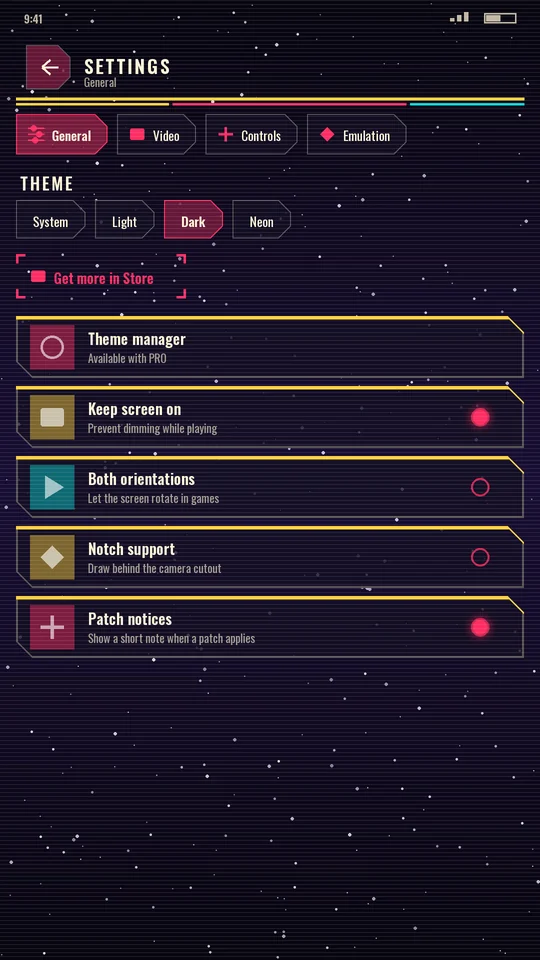 9:41
SETTINGS
General
General
Video
Controls
Emulation
THEME
System
Light
Dark
Neon
Get more in Store
Theme manager
Available with PRO
Keep screen on
Prevent dimming while playing
Both orientations
Let the screen rotate in games
Notch support
Draw behind the camera cutout
Patch notices
Show a short note when a patch applies